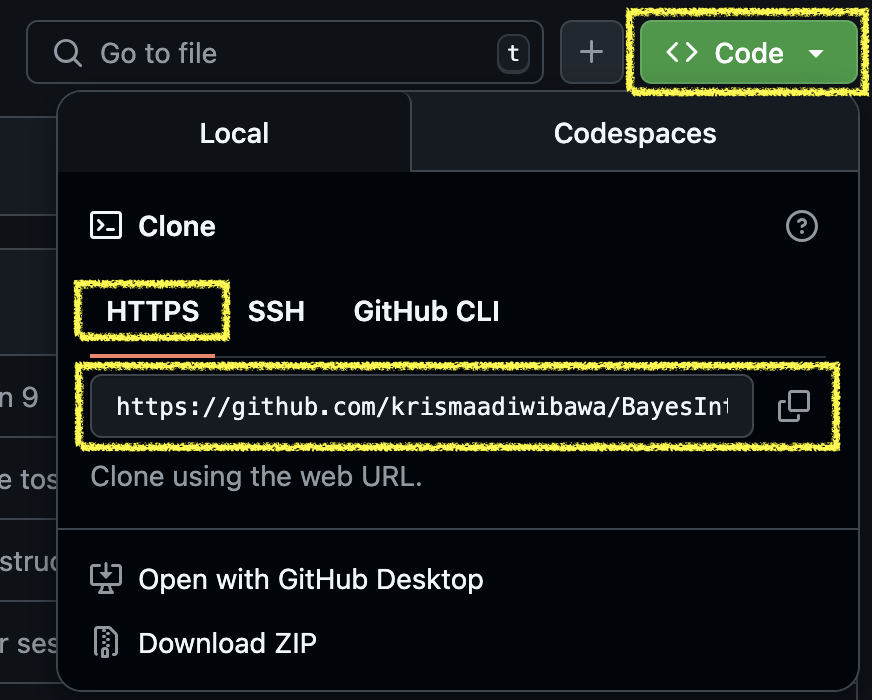 Go to file t + <> Code
Local Codespaces
Clone ?
HTTPS SSH GitHub CLI
n 9
https://github.com/krismaadiwibawa/BayesInt
e tos
Clone using the web URL.
struc
Open with GitHub Desktop
r ses
Download ZIP